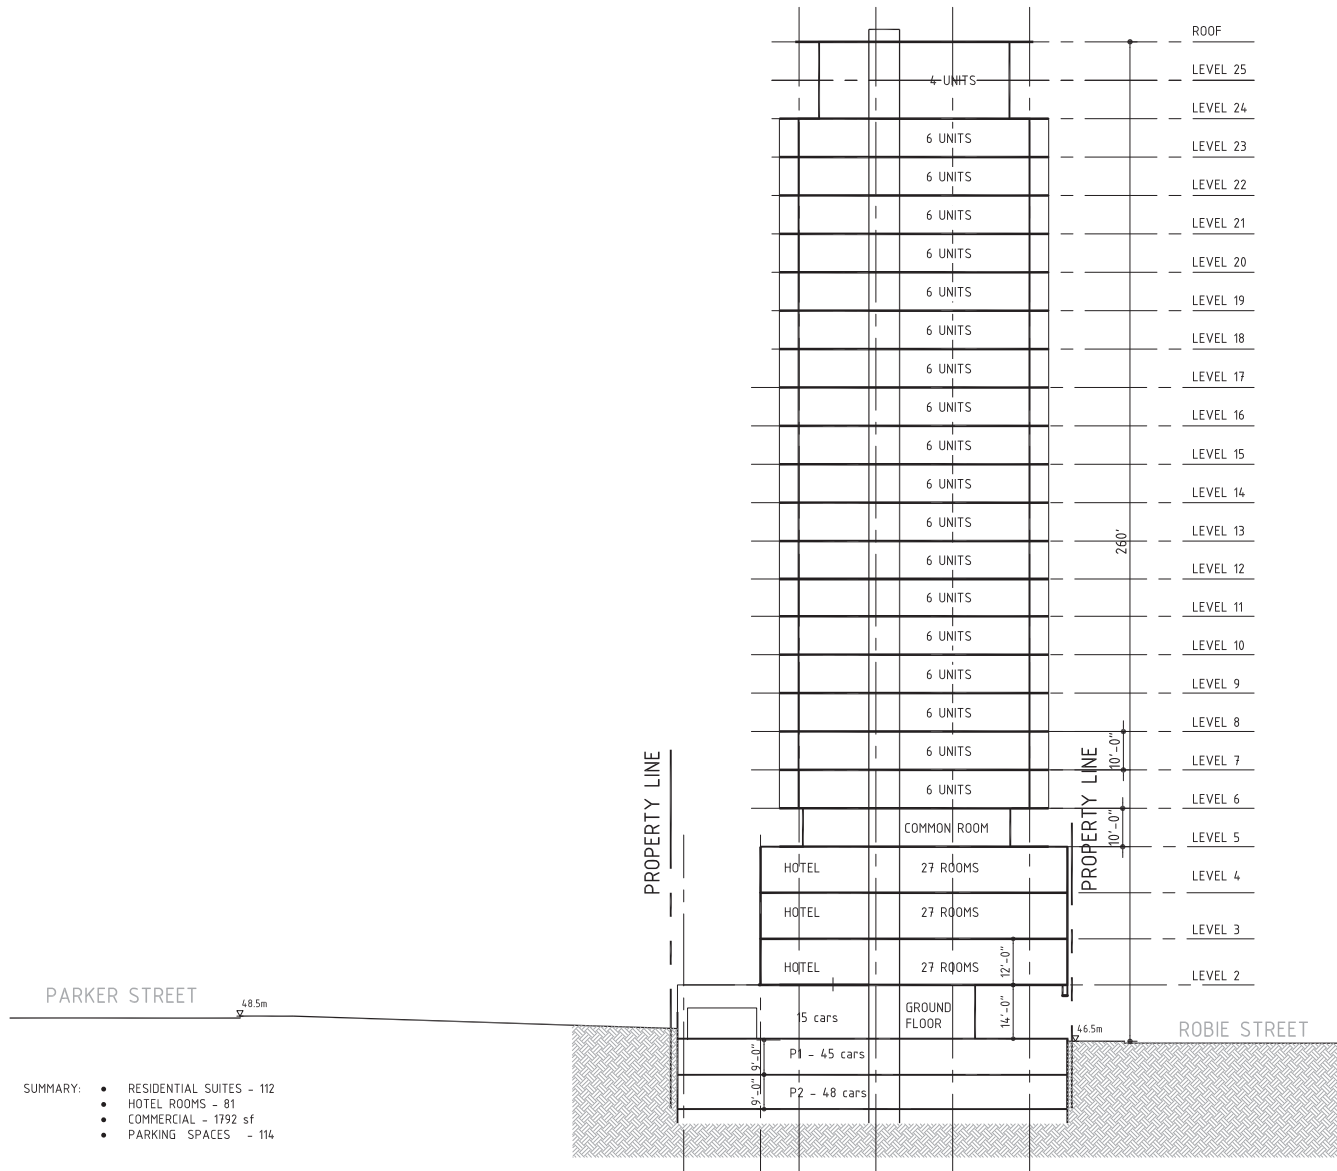 ROOF
LEVEL 25
4 UNITS
LEVEL 24
6 UNITS
LEVEL 23
6 UNITS
LEVEL 22
6 UNITS
LEVEL 21
6 UNITS
LEVEL 20
6 UNITS
LEVEL 19
6 UNITS
LEVEL 18
6 UNITS
LEVEL 17
6 UNITS
LEVEL 16
6 UNITS
LEVEL 15
6 UNITS
LEVEL 14
6 UNITS
LEVEL 13
6 UNITS
260'
LEVEL 12
6 UNITS
LEVEL 11
6 UNITS
LEVEL 10
6 UNITS
LEVEL 9
6 UNITS
LEVEL 8
6 UNITS
10'-0"
LEVEL 7
6 UNITS
LEVEL 6
6 UNITS
PROPERTY LINE
PROPERTY LINE
COMMON ROOM
10'-0"
LEVEL 5
HOTEL 27 ROOMS
LEVEL 4
HOTEL 27 ROOMS
LEVEL 3
HOTEL 27 ROOMS
12'-0"
LEVEL 2
PARKER STREET
48.5m
15 cars
GROUND
FLOOR
14'-0"
46.5m
ROBIE STREET
9'-0"
P1 - 45 cars
9'-0"
P2 - 48 cars
SUMMARY: • RESIDENTIAL SUITES - 112
• HOTEL ROOMS - 81
• COMMERCIAL - 1792 sf
• PARKING SPACES - 114